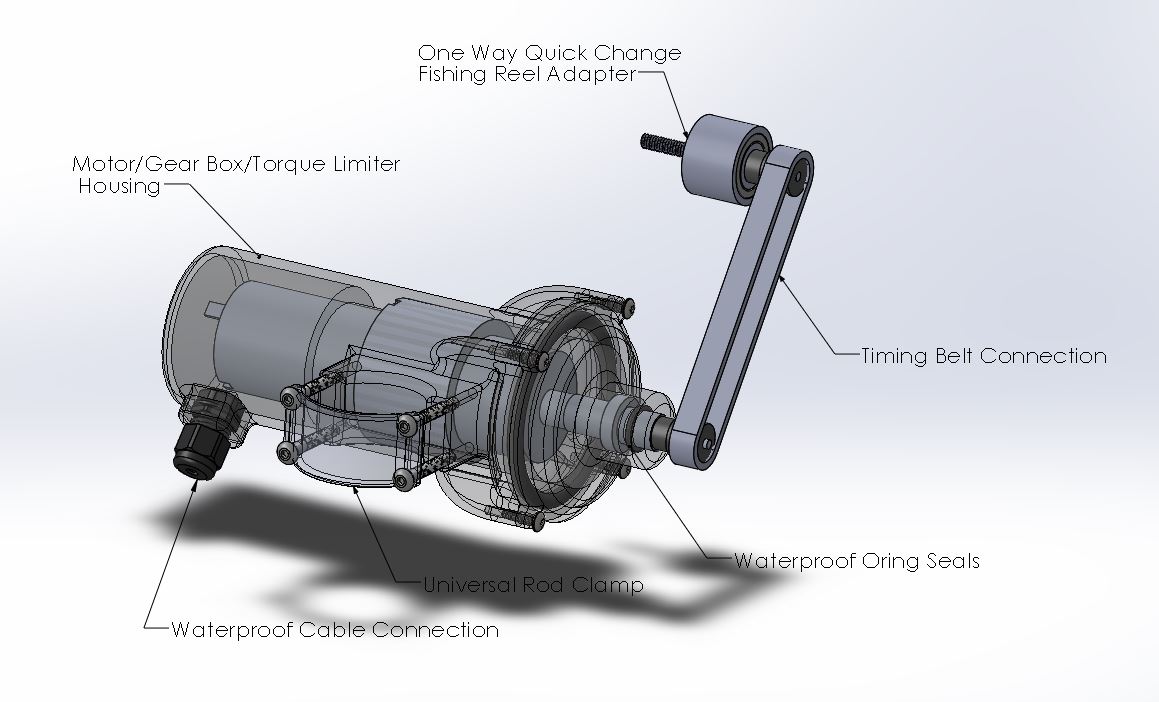 One Way Quick Change
Fishing Reel Adapter
Motor/Gear Box/Torque Limiter
Housing
Timing Belt Connection
Waterproof Oring Seals
Universal Rod Clamp
Waterproof Cable Connection